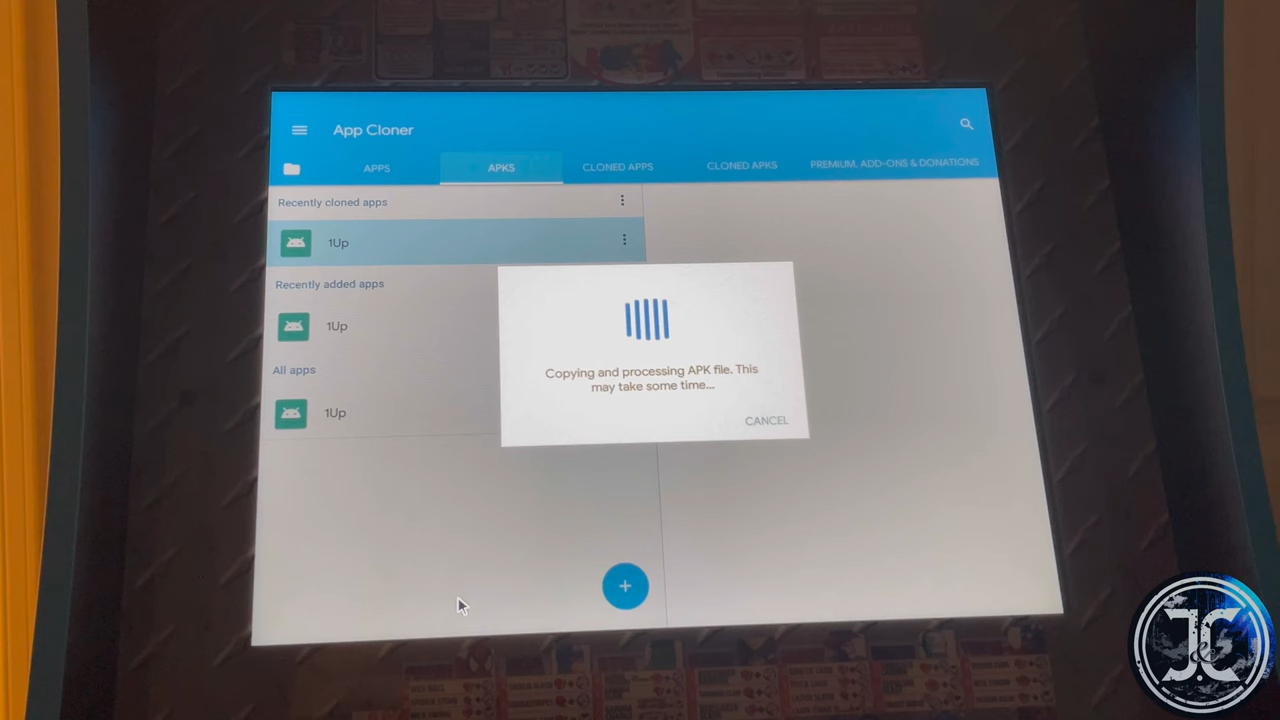 App Cloner
APPS
APKS
CLONED APPS
CLONED APKS
PREMIUM, ADD-ONS & DONATIONS
Recently cloned apps
1Up
Recently added apps
1Up
All apps
1Up
Copying and processing APK file. This
may take some time...
CANCEL
J&C